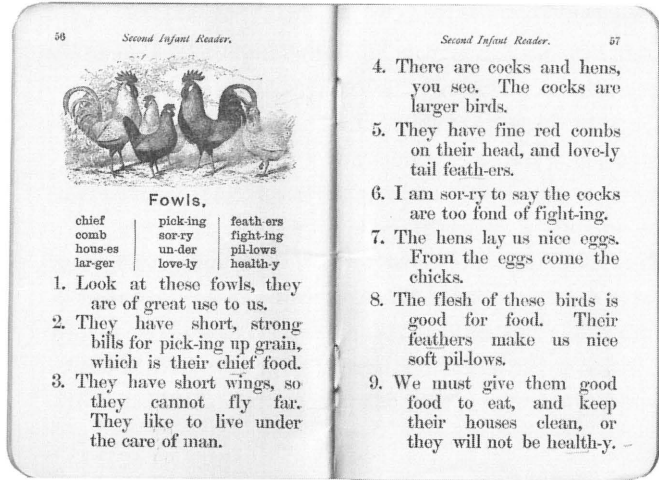 56
Second Infant Reader.
Fowls.
chief pick-ing feath-ers
comb sor-ry fight-ing
hous-es un-der pil-lows
lar-ger love-ly health-y
1. Look at these fowls, they
are of great use to us.
2. They have short, strong
bills for pick-ing up grain,
which is their chief food.
3. They have short wings, so
they cannot fly far.
They like to live under
the care of man.
Second Infant Reader.
57
4. There are cocks and hens,
you see. The cocks are
larger birds.
5. They have fine red combs
on their head, and love-ly
tail feath-ers.
6. I am sor-ry to say the cocks
are too fond of fight-ing.
7. The hens lay us nice eggs.
From the eggs come the
chicks.
8. The flesh of these birds is
good for food. Their
feathers make us nice
soft pil-lows.
9. We must give them good
food to eat, and keep
their houses clean, or
they will not be health-y.